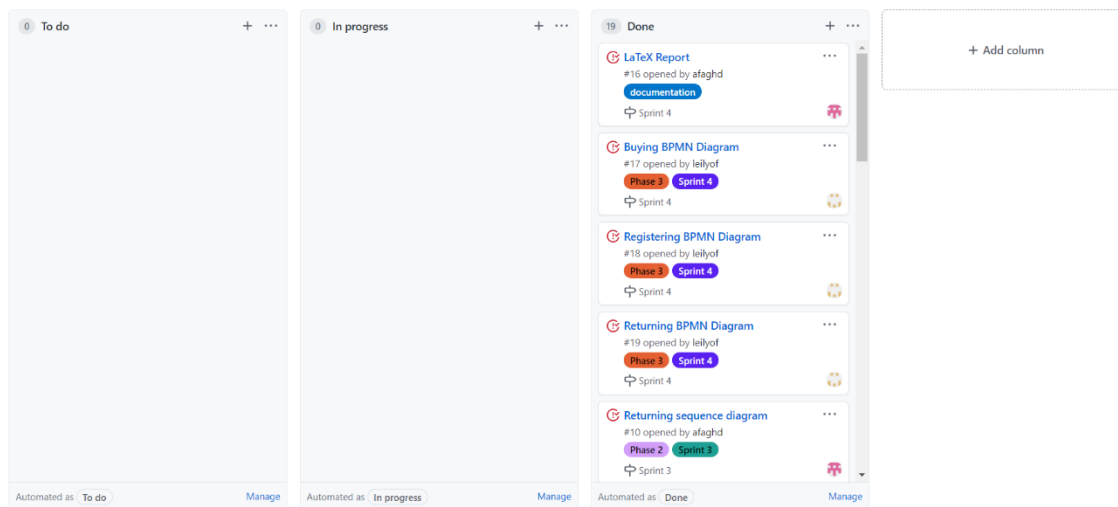 0 To do
Automated as To do Manage
0 In progress
Automated as In progress Manage
19 Done
LaTeX Report
#16 opened by afaghd
documentation
Sprint 4
Buying BPMN Diagram
#17 opened by leilyof
Phase 3 Sprint 4
Sprint 4
Registering BPMN Diagram
#18 opened by leilyof
Phase 3 Sprint 4
Sprint 4
Returning BPMN Diagram
#19 opened by leilyof
Phase 3 Sprint 4
Sprint 4
Returning sequence diagram
#10 opened by afaghd
Phase 2 Sprint 3
Sprint 3
Automated as Done Manage
+ Add column